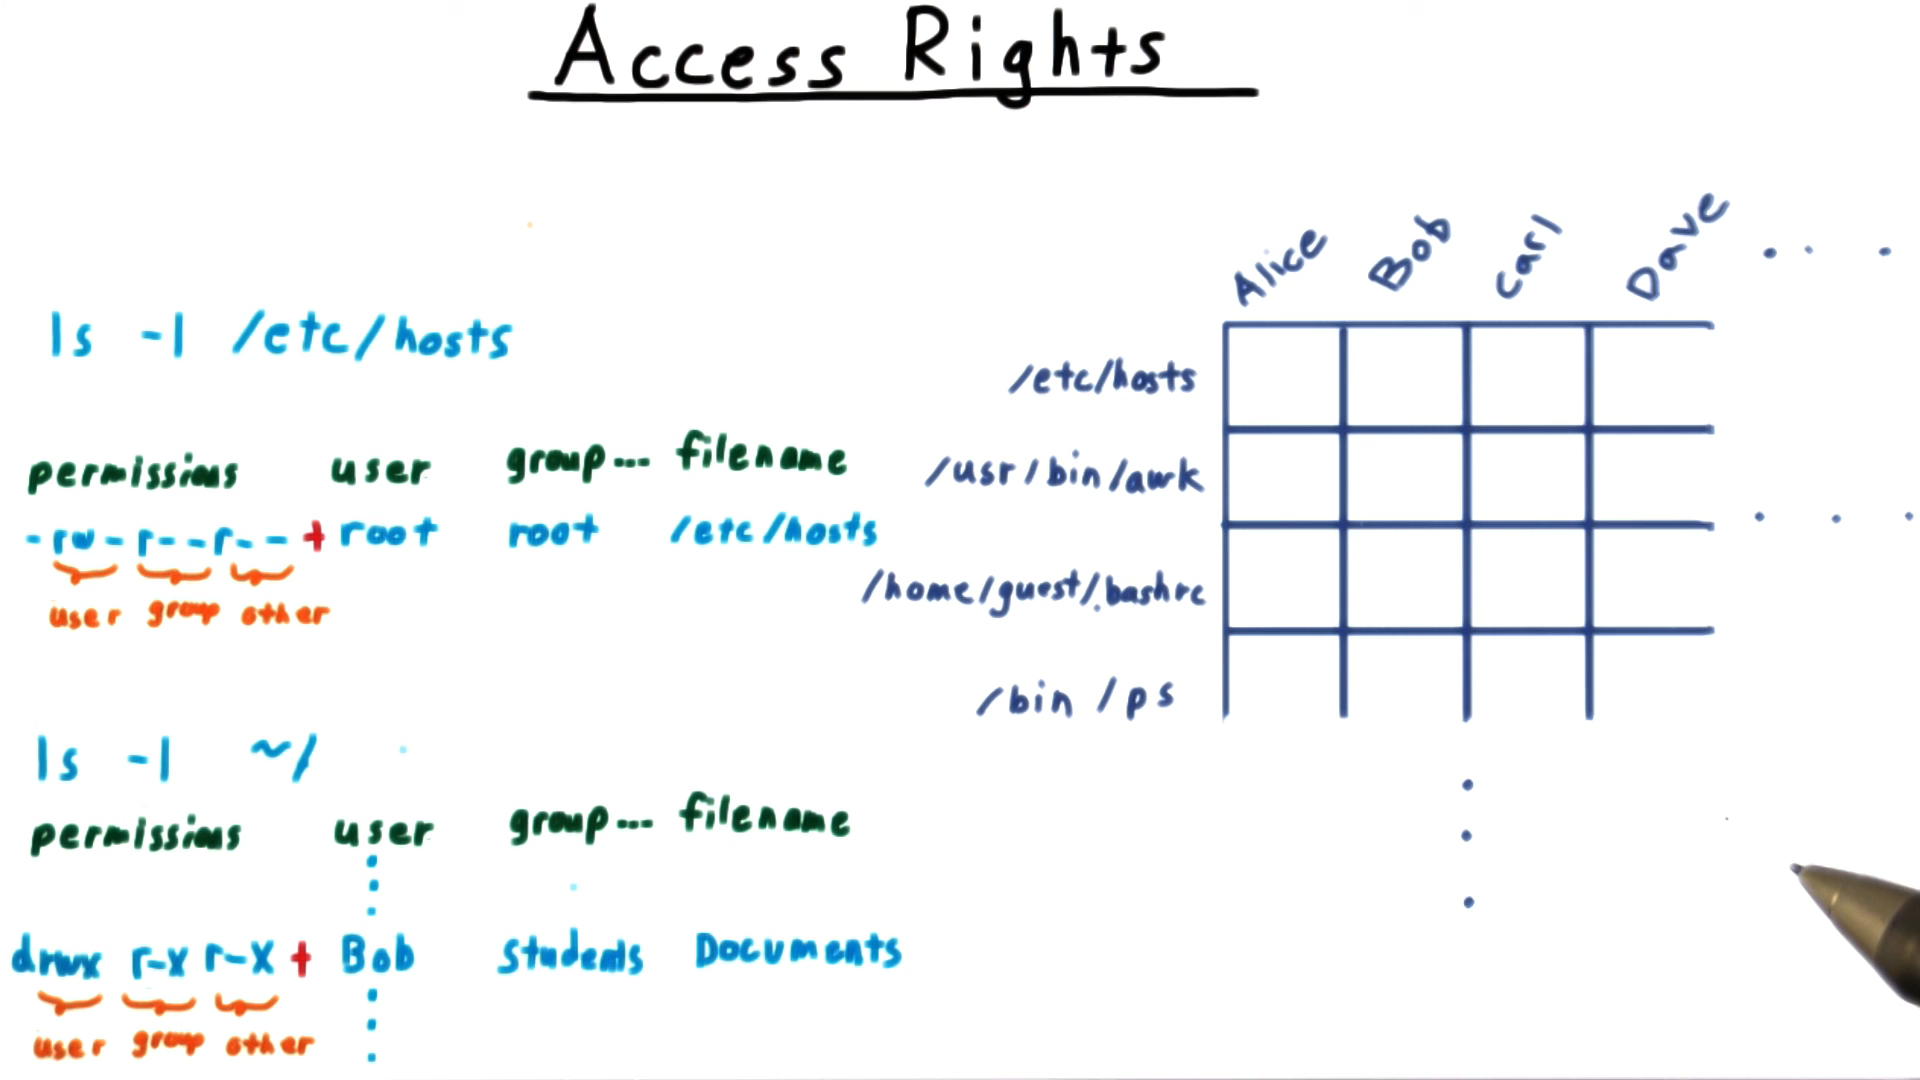 Access Rights
ls -l /etc/hosts
permissions user group... filename
-rw-r--r--+ root root /etc/hosts
user group other
ls -l ~/
permissions user group... filename
drwx r-x r-x + Bob students Documents
user group other
Alice Bob Carl Dave . . .
/etc/hosts
/usr/bin/awk . . .
/home/guest/.bashrc
/bin/ps